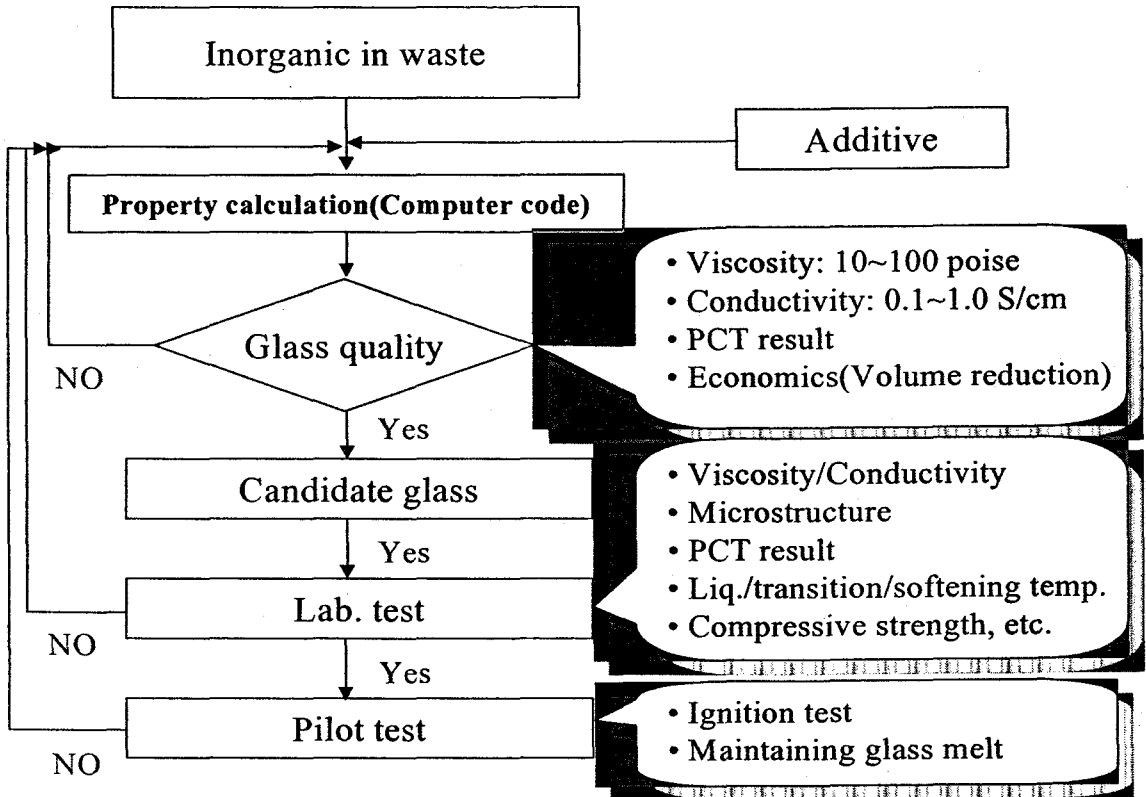 Inorganic in waste
Additive
Property calculation(Computer code)
• Viscosity: 10~100 poise
• Conductivity: 0.1~1.0 S/cm
• PCT result
• Economics(Volume reduction)
Glass quality
NO
Yes
Candidate glass
Yes
• Viscosity/Conductivity
• Microstructure
• PCT result
• Liq./transition/softening temp.
• Compressive strength, etc.
Lab. test
NO
Yes
Pilot test
NO
• Ignition test
• Maintaining glass melt